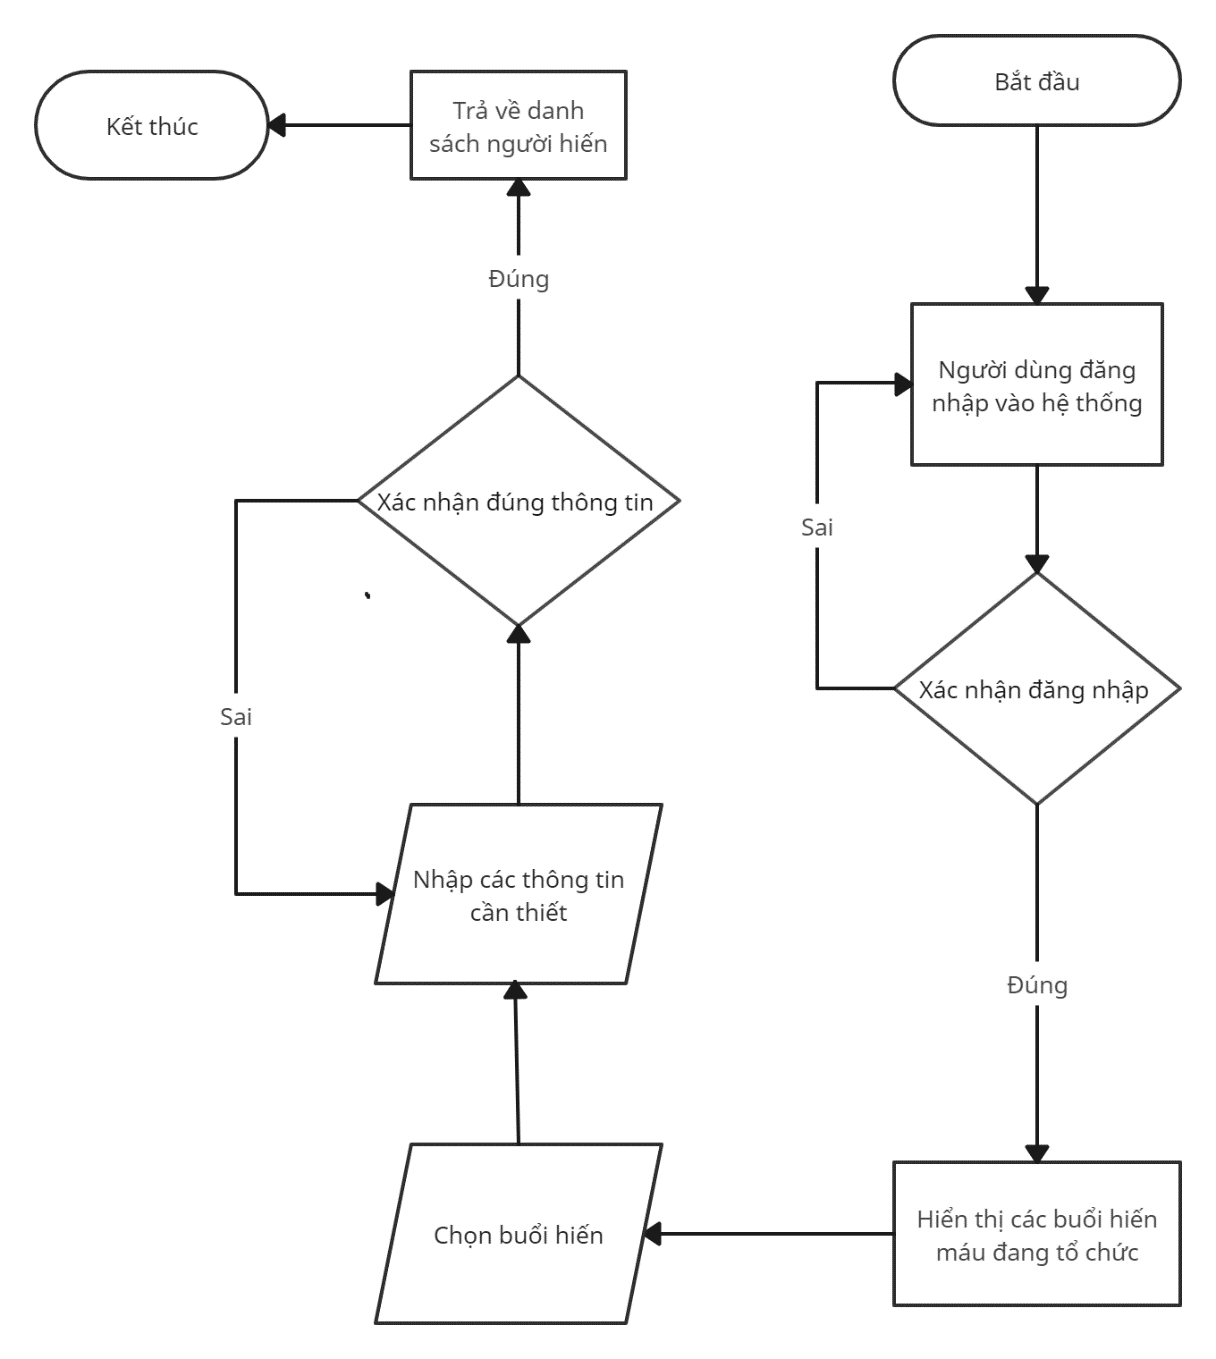 Bắt đầu
Người dùng đăng
nhập vào hệ thống
Sai
Xác nhận đăng nhập
Đúng
Hiển thị các buổi hiến
máu đang tổ chức
Chọn buổi hiến
Nhập các thông tin
cần thiết
Sai
Xác nhận đúng thông tin
Đúng
Trả về danh
sách người hiến
Kết thúc